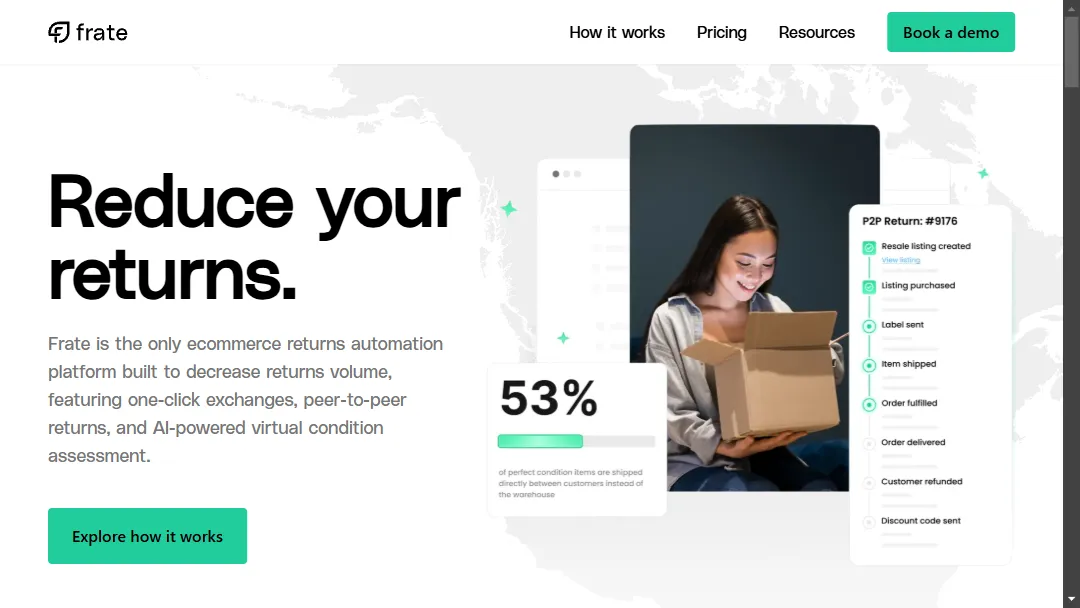 frate
How it works
Pricing
Resources
Book a demo
Reduce your
returns.
Frate is the only ecommerce returns automation
platform built to decrease returns volume,
featuring one-click exchanges, peer-to-peer
returns, and AI-powered virtual condition
assessment.
Explore how it works
53%
of perfect condition items are shipped
directly between customers instead of
the warehouse
P2P Return: #9176
Resale listing created
View listing
Listing purchased
Label sent
Item shipped
Order fulfilled
Order delivered
Customer refunded
Discount code sent